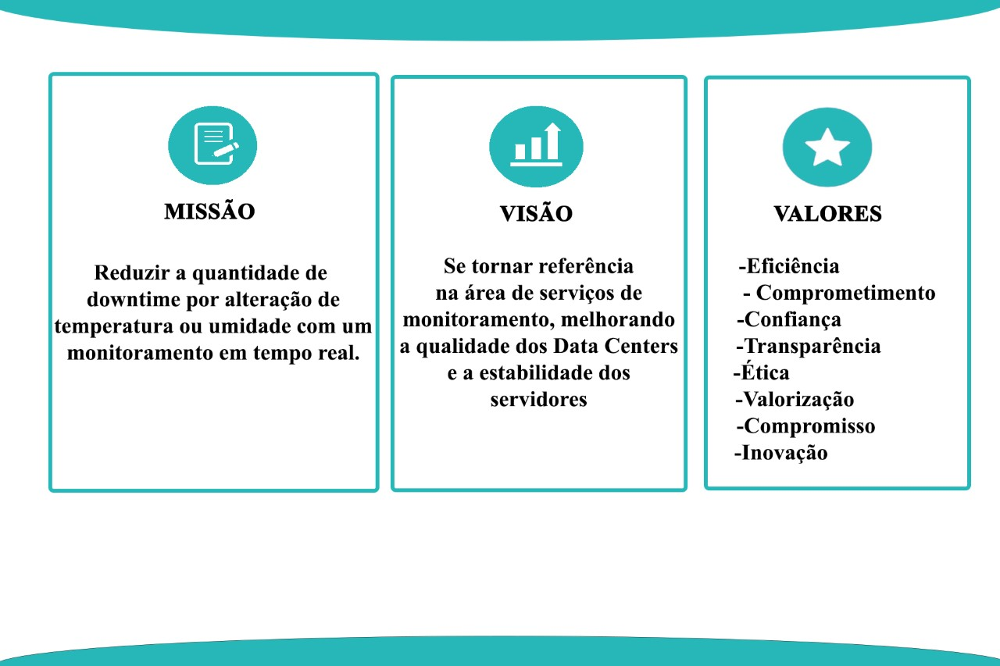 MISSÃO
Reduzir a quantidade de
downtime por alteração de
temperatura ou umidade com um
monitoramento em tempo real.
VISÃO
Se tornar referência
na área de serviços de
monitoramento, melhorando
a qualidade dos Data Centers
e a estabilidade dos
servidores
VALORES
-Eficiência
- Comprometimento
-Confiança
-Transparência
-Ética
-Valorização
-Compromisso
-Inovação